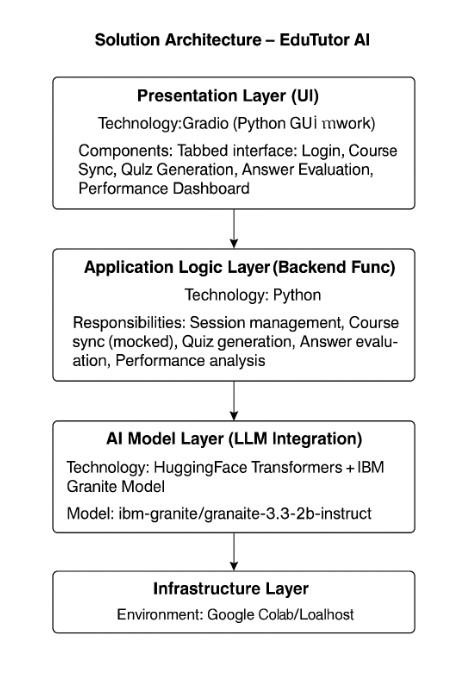 Solution Architecture – EduTutor AI
Presentation Layer (UI)
Technology:Gradio (Python GUI mwork)
Components: Tabbed interface: Login, Course
Sync, Qulz Generation, Answer Evaluation,
Performance Dashboard
Application Logic Layer (Backend Func)
Technology: Python
Responsibilities: Session management, Course
sync (mocked), Quiz generation, Answer evalu-
ation, Performance analysis
AI Model Layer (LLM Integration)
Technology: HuggingFace Transformers + IBM
Granite Model
Model: ibm-granite/granaite-3.3-2b-instruct
Infrastructure Layer
Environment: Google Colab/Loalhost